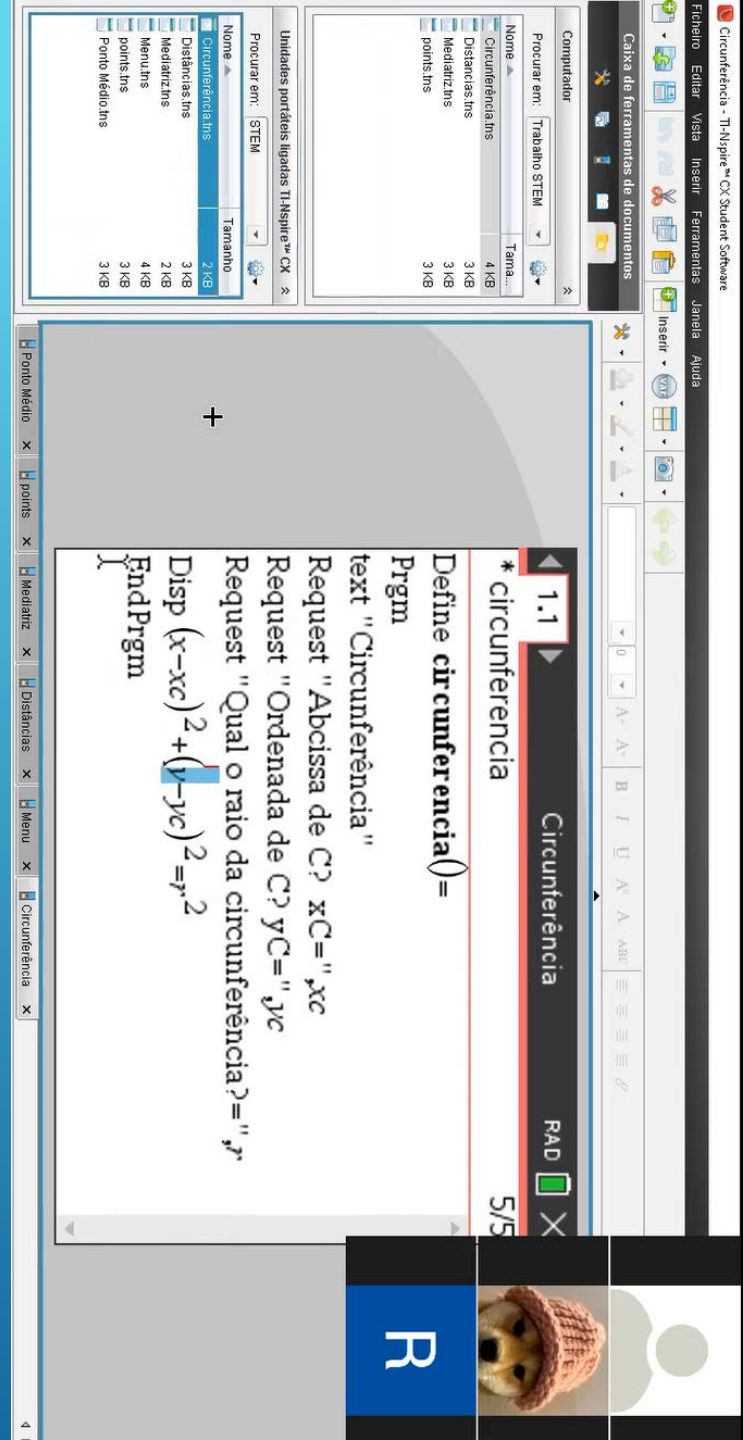 Circunferência - TI-Nspire™ CX Student Software
Ficheiro Editar Vista Inserir Ferramentas Janela Ajuda
Inserir
VAR
0 A A B I U A A ABC
Caixa de ferramentas de documentos
Computador
Procurar em: Trabalho STEM
Nome Tama...
Circunferência.tns 4 KB
Distancias.tns 3 KB
Mediatriz.tns 3 KB
points.tns 3 KB
Unidades portáteis ligadas TI-Nspire™ CX
Procurar em: STEM
Nome Tamanho
Circunferência.tns 2 KB
Distâncias.tns 3 KB
Mediatriz.tns 2 KB
Menu.tns 4 KB
points.tns 3 KB
Ponto Médio.tns 3 KB
1.1 Circunferência RAD
* circunferencia 5/5
Define circunferencia()=
Prgm
text "Circunferência"
Request "Abcissa de C? xC=",xc
Request "Ordenada de C? yC=",yc
Request "Qual o raio da circunferência?=",r
Disp (x-xc)²+(y-yc)²=r²
EndPrgm
Ponto Médio points Mediatriz Distâncias Menu Circunferência
R